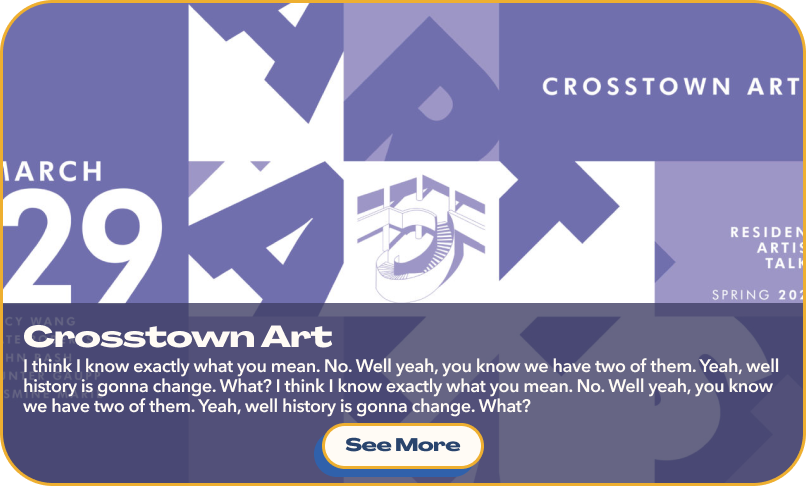 CROSSTOWN ART
MARCH
29
RESIDEN
ARTIS
TALK
SPRING 202
CY WANG
Crosstown Art
I think I know exactly what you mean. No. Well yeah, you know we have two of them. Yeah, well
history is gonna change. What? I think I know exactly what you mean. No. Well yeah, you know
we have two of them. Yeah, well history is gonna change. What?
See More